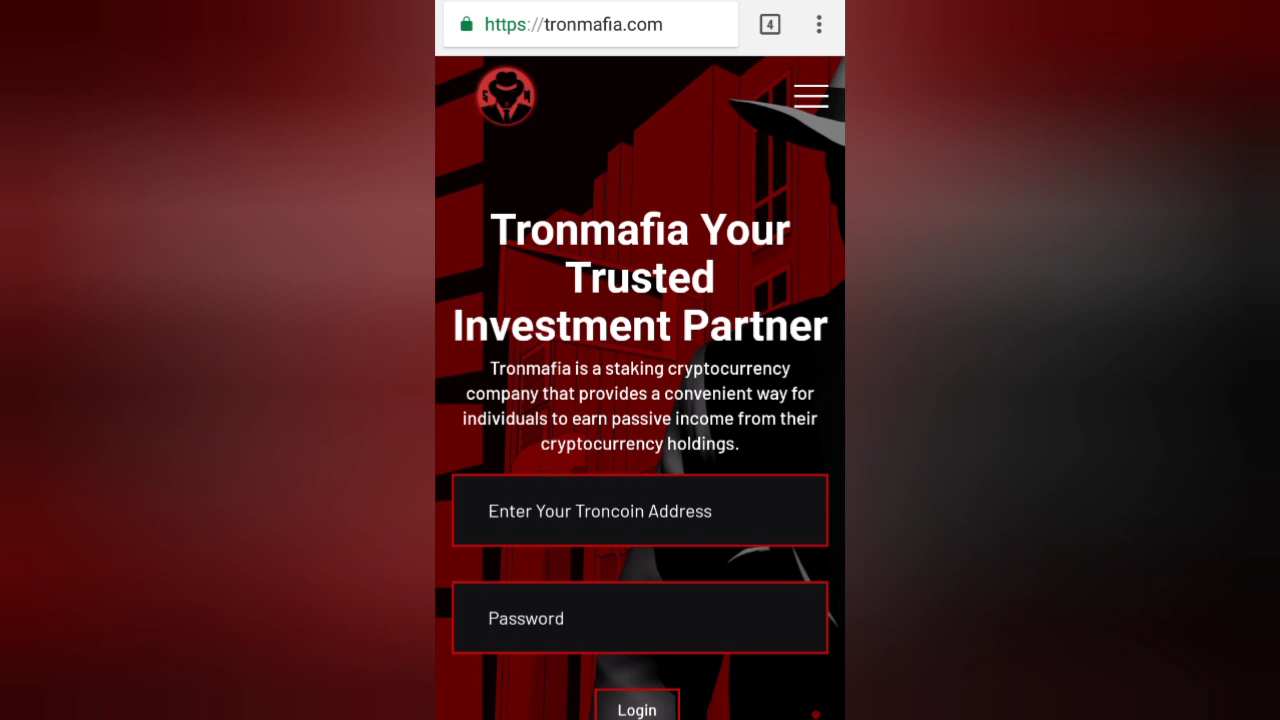 https://tronmafia.com
4
S N
Tronmafia Your
Trusted
Investment Partner
Tronmafia is a staking cryptocurrency
company that provides a convenient way for
individuals to earn passive income from their
cryptocurrency holdings.
Enter Your Troncoin Address
Password
Login